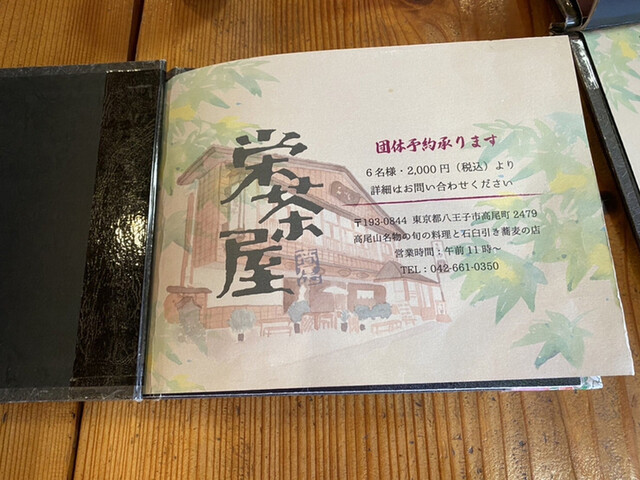 栄茶屋
団体予約承ります
6名様・2,000円（税込）より
詳細はお問い合わせください
〒193-0844 東京都八王子市高尾町2479
高尾山名物の旬の料理と石臼引き蕎麦の店
営業時間：午前11時～
TEL：042-661-0350